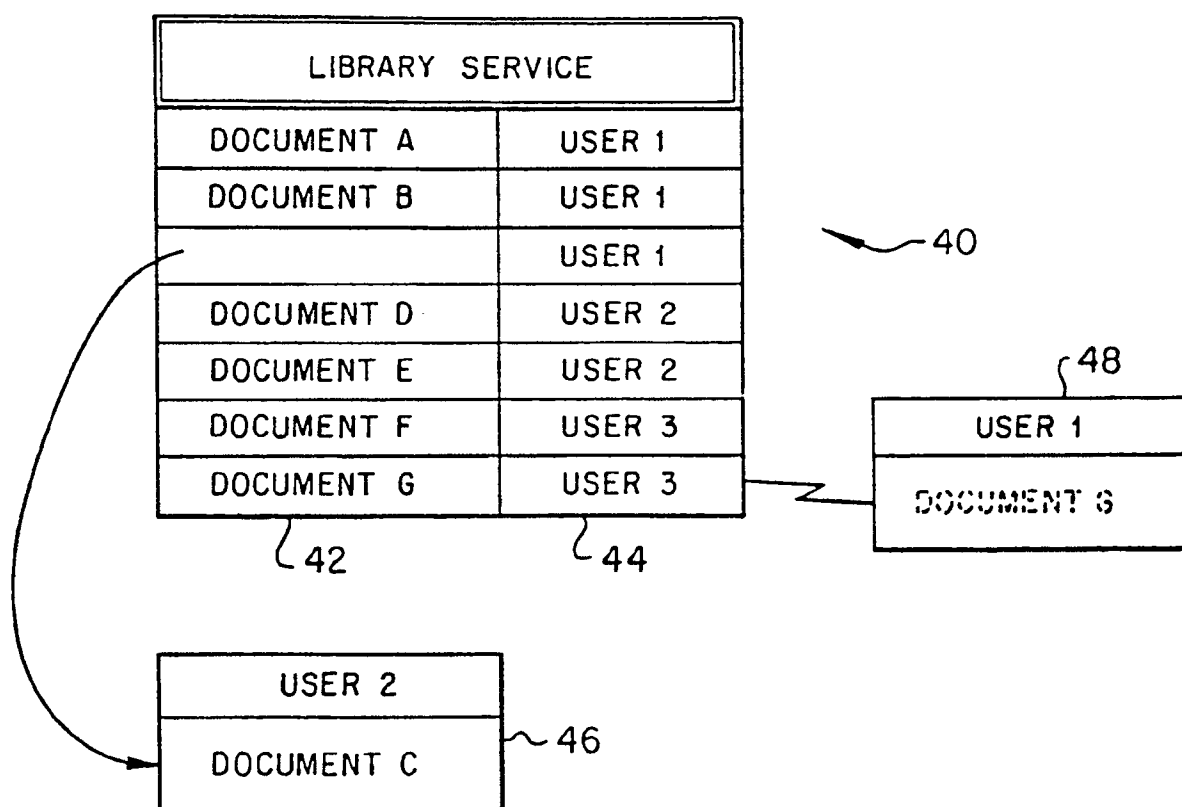 LIBRARY SERVICE
DOCUMENT A USER 1
DOCUMENT B USER 1
USER 1
DOCUMENT D USER 2
DOCUMENT E USER 2
DOCUMENT F USER 3
DOCUMENT G USER 3
40
42
44
48
USER 1
DOCUMENT G
USER 2
DOCUMENT C
46